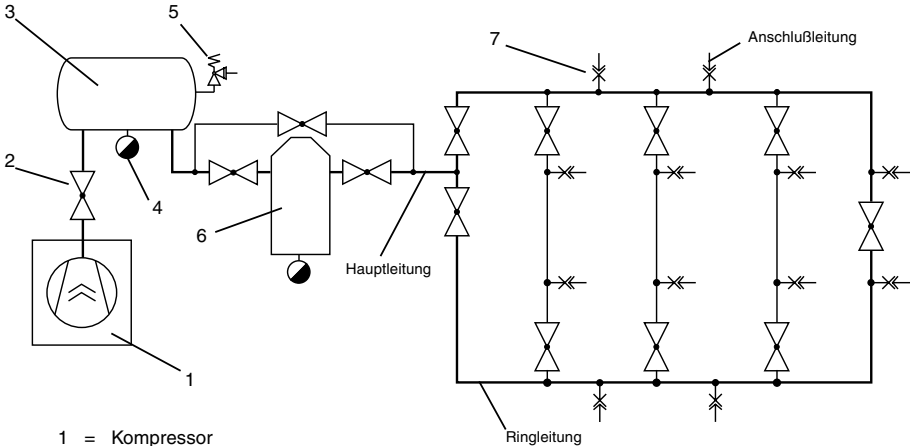 3
5
7
Anschlußleitung
2
4
6
Hauptleitung
1
Ringleitung
1 = Kompressor